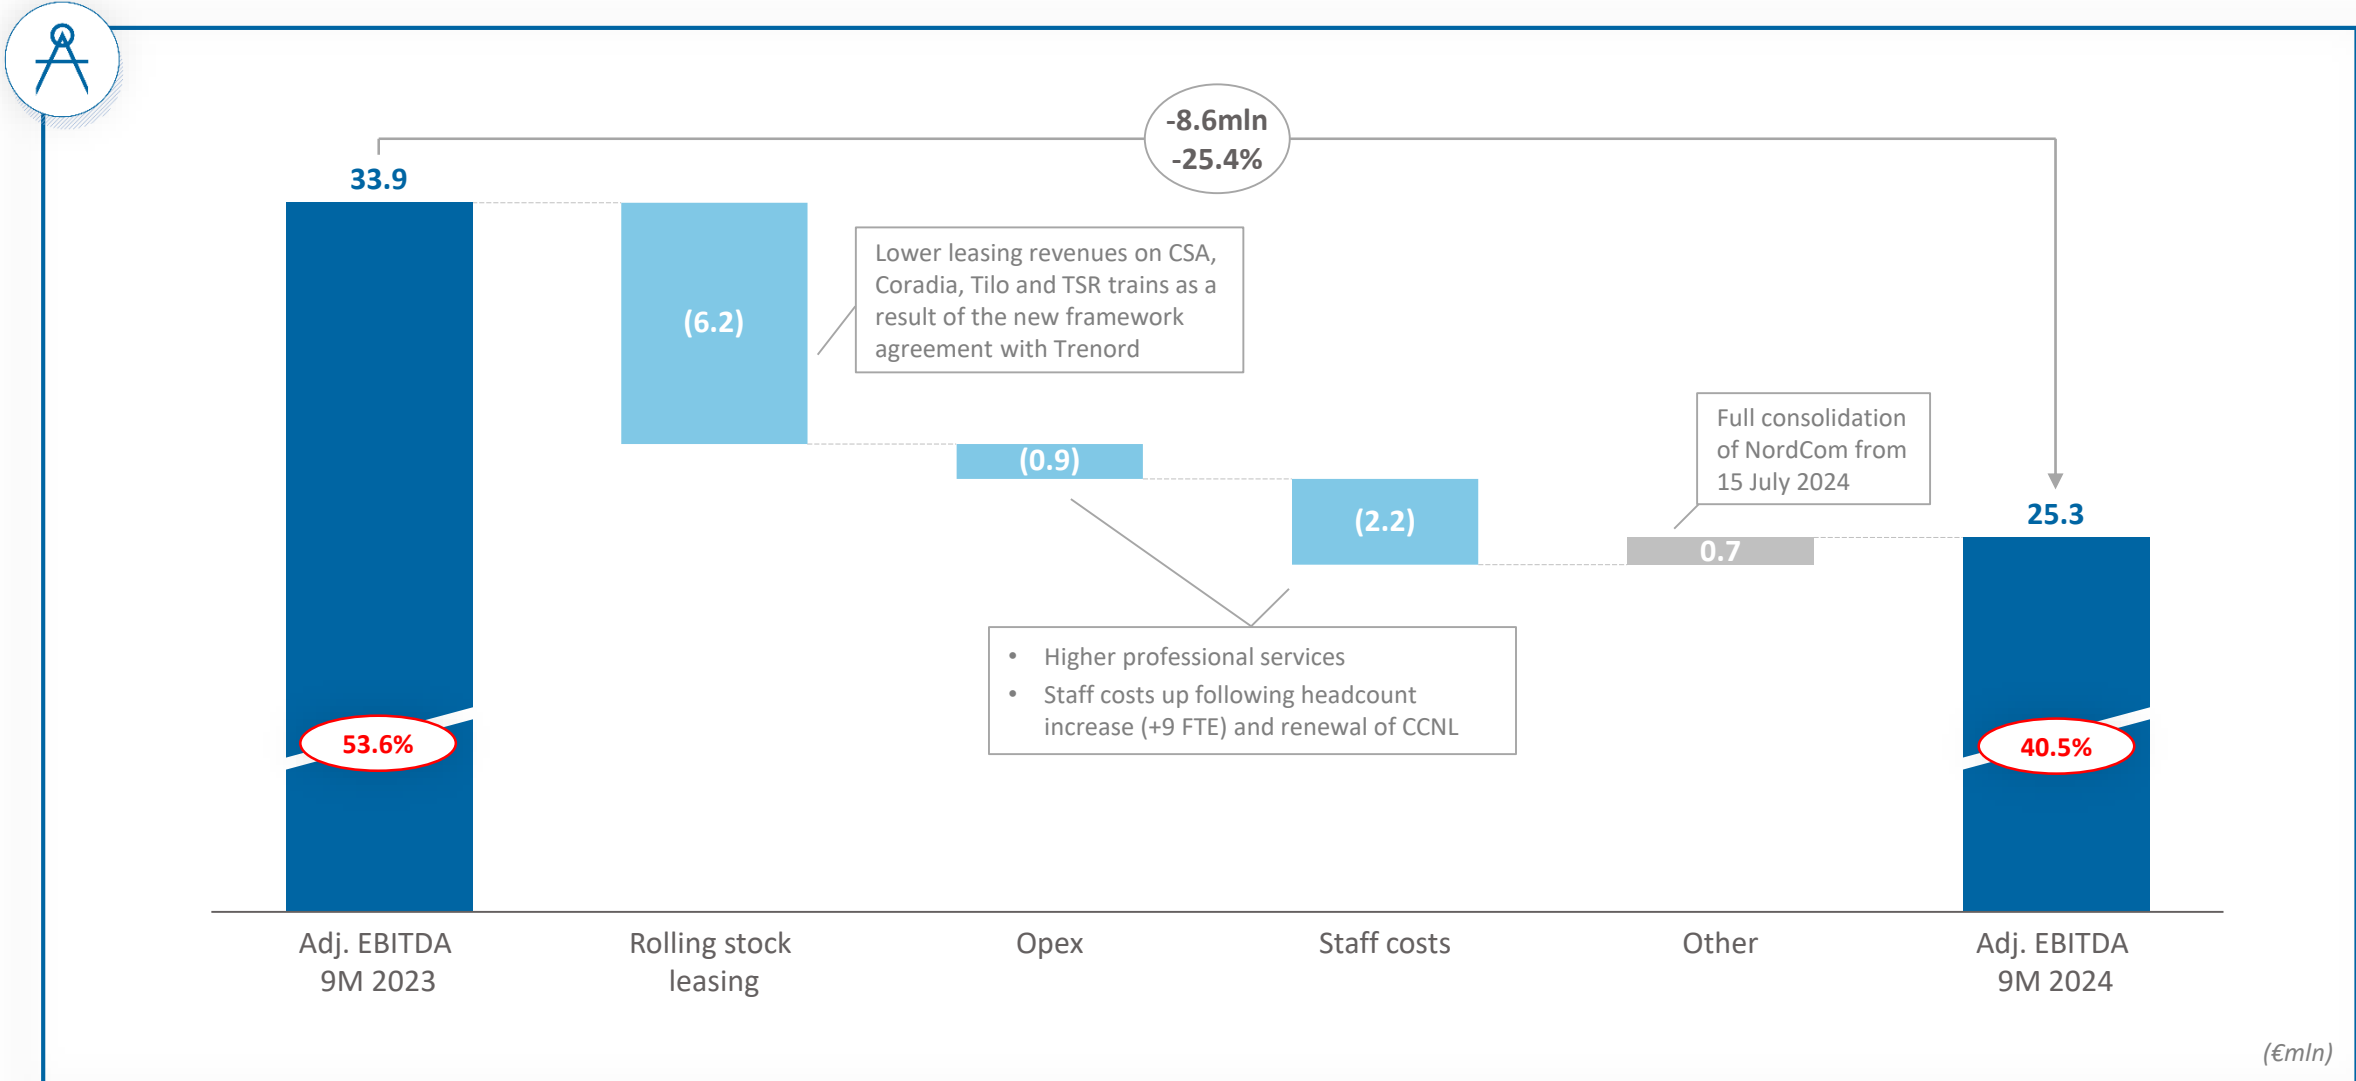 -8.6mln
-25.4%
33.9
(6.2)
Lower leasing revenues on CSA,
Coradia, Tilo and TSR trains as a
result of the new framework
agreement with Trenord
(0.9)
(2.2)
Full consolidation
of NordCom from
15 July 2024
0.7
25.3
• Higher professional services
• Staff costs up following headcount
increase (+9 FTE) and renewal of CCNL
53.6%
40.5%
Adj. EBITDA
9M 2023
Rolling stock
leasing
Opex
Staff costs
Other
Adj. EBITDA
9M 2024
(€mln)